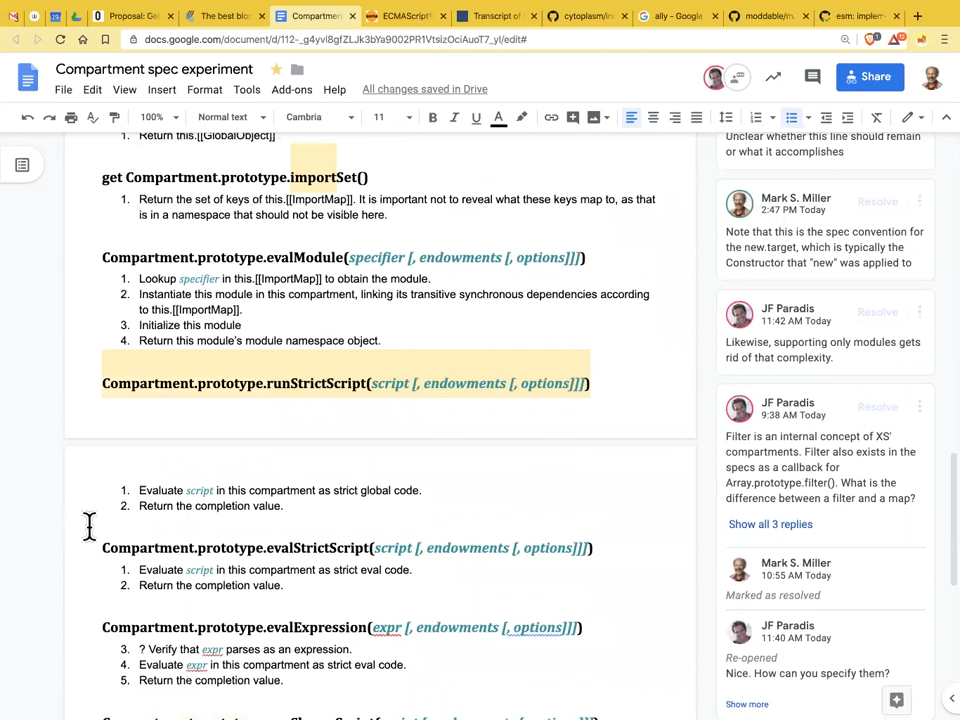 Proposal: Get
The best bloc
Compartment
ECMAScript
Transcript of
cytoplasm/in
ally - Google
moddable/m
esm: implem
docs.google.com/document/d/112-_g4yvl8gfZLJk3bYa9002PR1VtsizOciAuoT7_yl/edit#
Compartment spec experiment
File Edit View Insert Format Tools Add-ons Help All changes saved in Drive
Share
100% Normal text Cambria 11
1. Return this.[[GlobalObject]]
get Compartment.prototype.importSet()
1. Return the set of keys of this.[[ImportMap]]. It is important not to reveal what these keys map to, as that
is in a namespace that should not be visible here.
Compartment.prototype.evalModule(specifier [, endowments [, options]]])
1. Lookup specifier in this.[[ImportMap]] to obtain the module.
2. Instantiate this module in this compartment, linking its transitive synchronous dependencies according
to this.[[ImportMap]].
3. Initialize this module
4. Return this module's module namespace object.
Compartment.prototype.runStrictScript(script [, endowments [, options]]])
1. Evaluate script in this compartment as strict global code.
2. Return the completion value.
Compartment.prototype.evalStrictScript(script [, endowments [, options]]])
1. Evaluate script in this compartment as strict eval code.
2. Return the completion value.
Compartment.prototype.evalExpression(expr [, endowments [, options]]])
3. ? Verify that expr parses as an expression.
4. Evaluate expr in this compartment as strict eval code.
5. Return the completion value.
Unclear whether this line should remain
or what it accomplishes
Mark S. Miller
2:47 PM Today
Resolve
Note that this is the spec convention for
the new.target, which is typically the
Constructor that "new" was applied to
JF Paradis
11:42 AM Today
Resolve
Likewise, supporting only modules gets
rid of that complexity.
JF Paradis
9:38 AM Today
Resolve
Filter is an internal concept of XS'
compartments. Filter also exists in the
specs as a callback for
Array.prototype.filter(). What is the
difference between a filter and a map?
Show all 3 replies
Mark S. Miller
10:55 AM Today
Marked as resolved
JF Paradis
11:40 AM Today
Re-opened
Nice. How can you specify them?
Show more